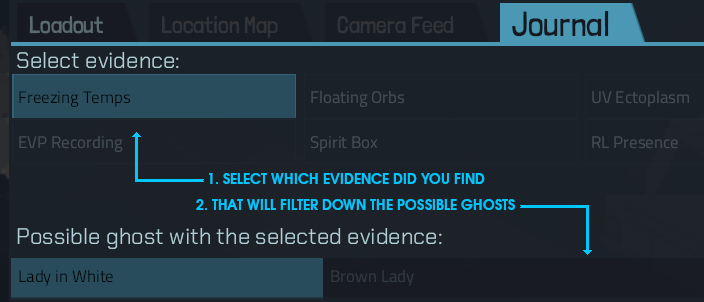 Loadout Location Map Camera Feed Journal
Select evidence:
Freezing Temps Floating Orbs UV Ectoplasm
EVP Recording Spirit Box RL Presence
1. SELECT WHICH EVIDENCE DID YOU FIND
2. THAT WILL FILTER DOWN THE POSSIBLE GHOSTS
Possible ghost with the selected evidence:
Lady in White Brown Lady